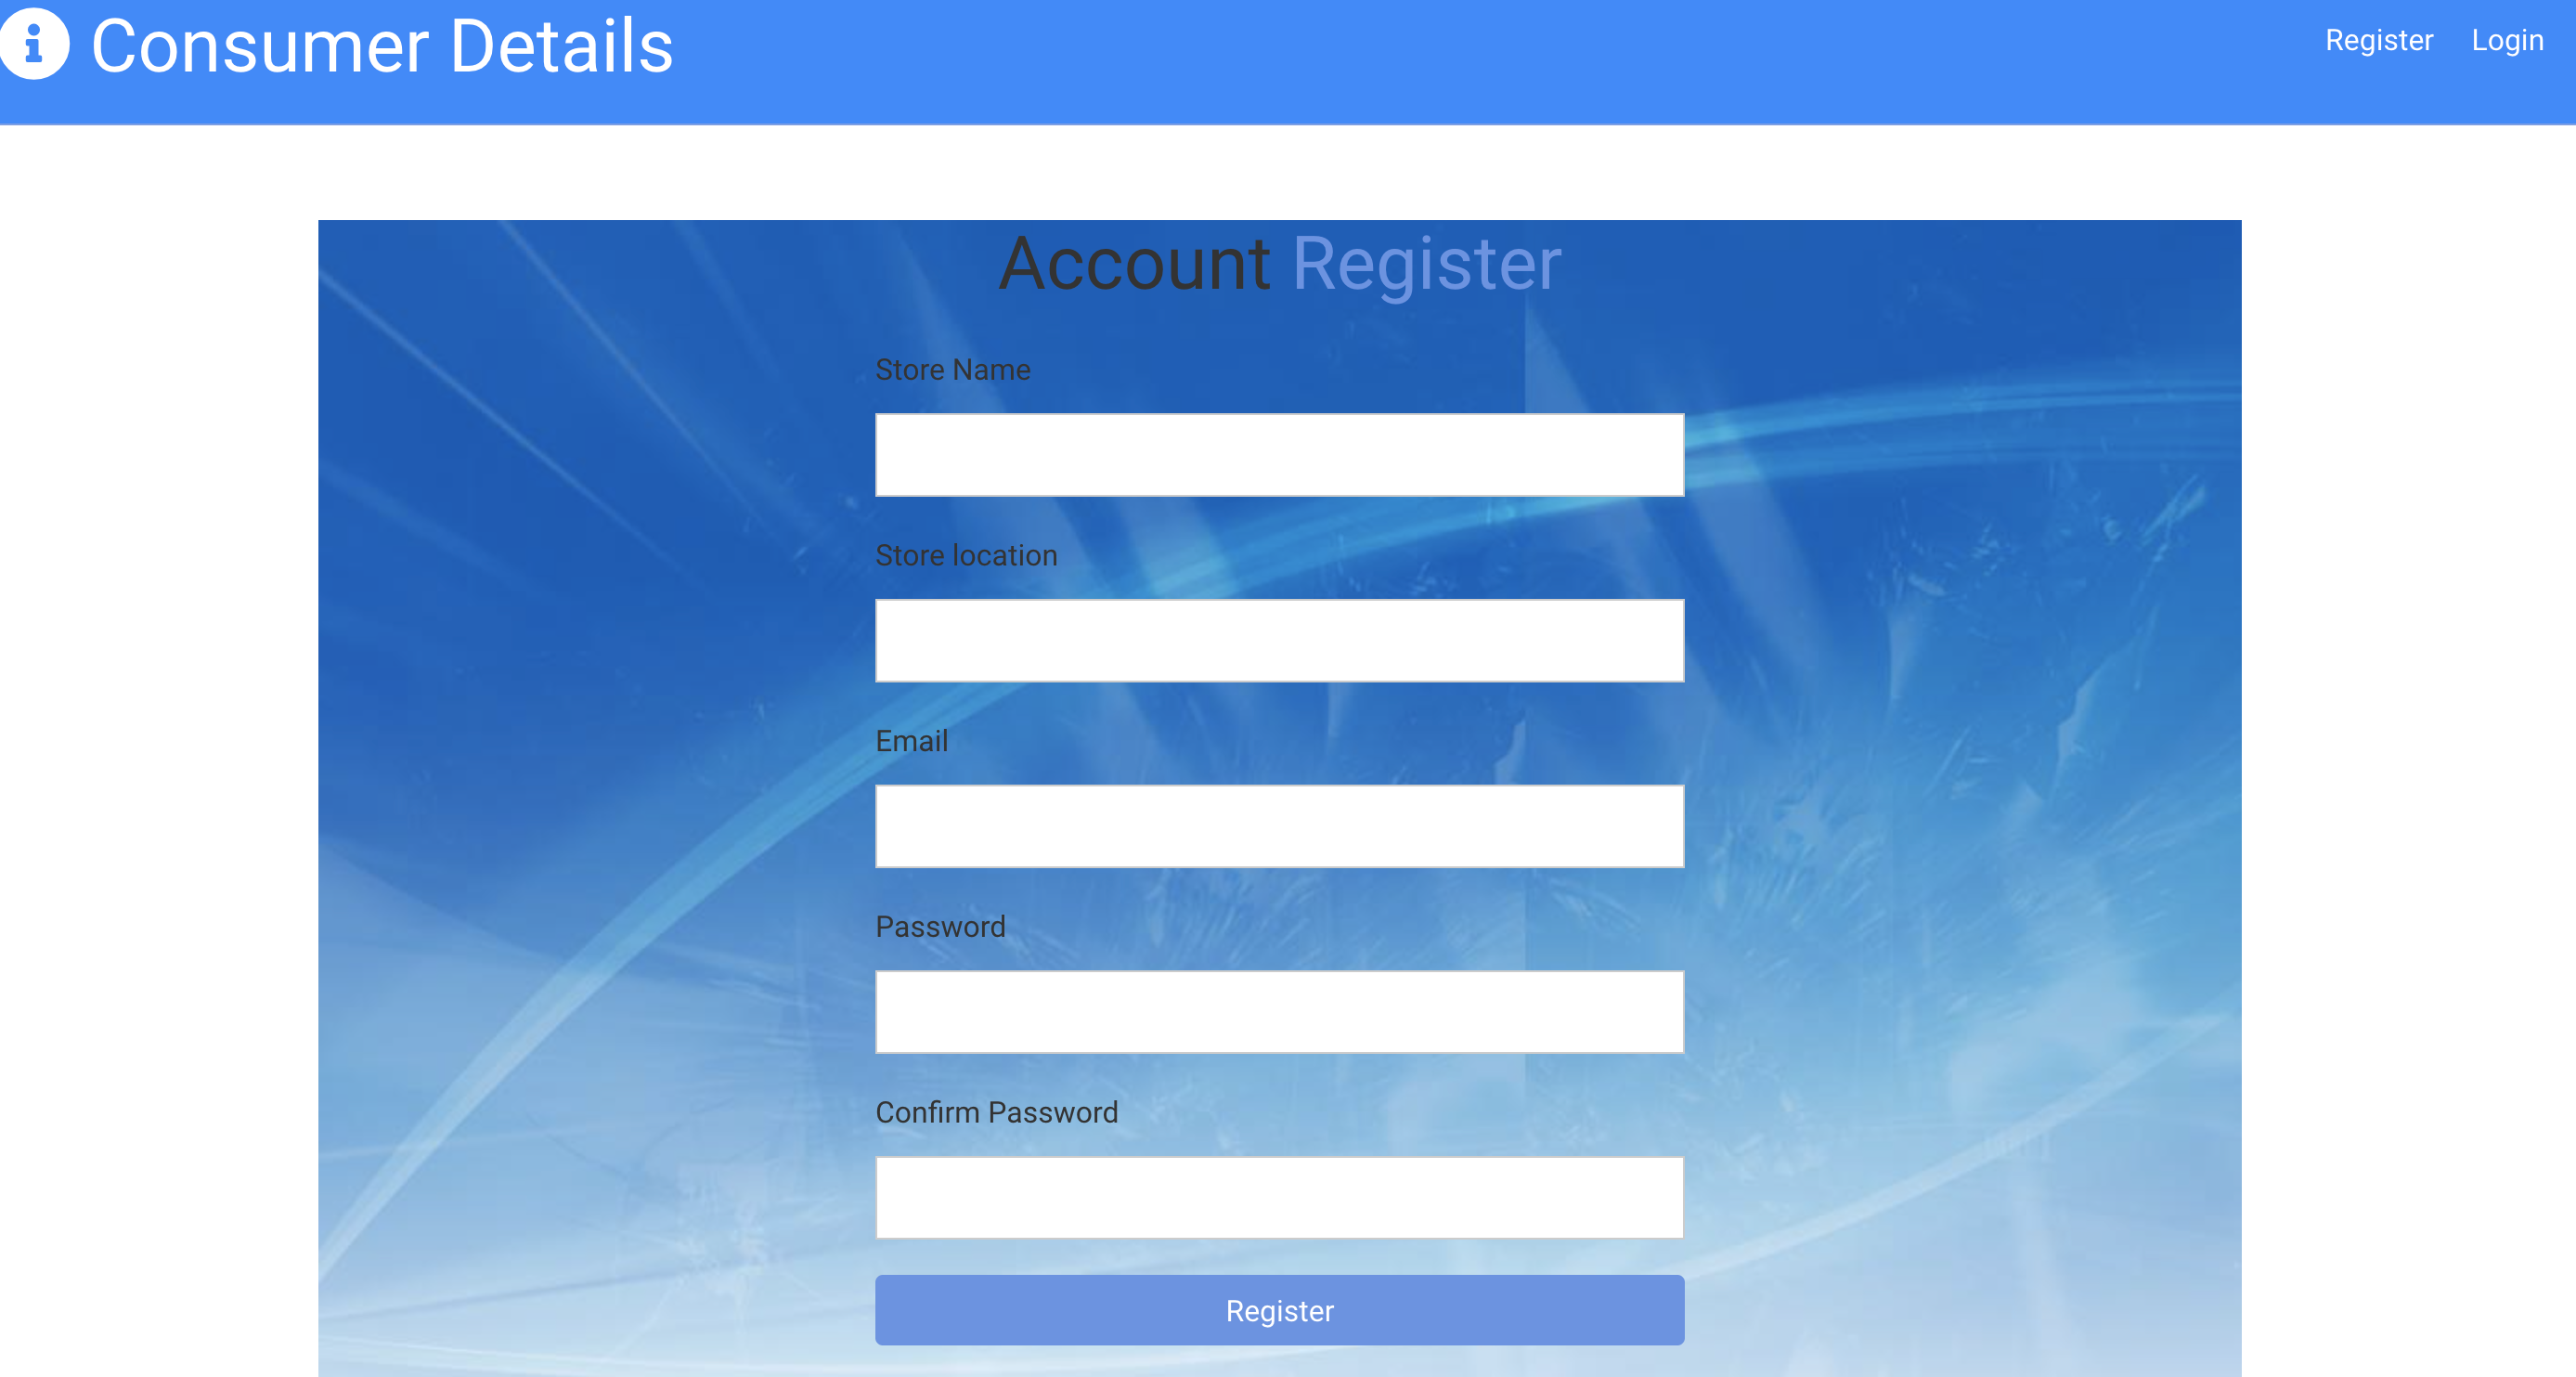 Consumer Details
Register Login
Account Register
Store Name
Store location
Email
Password
Confirm Password
Register